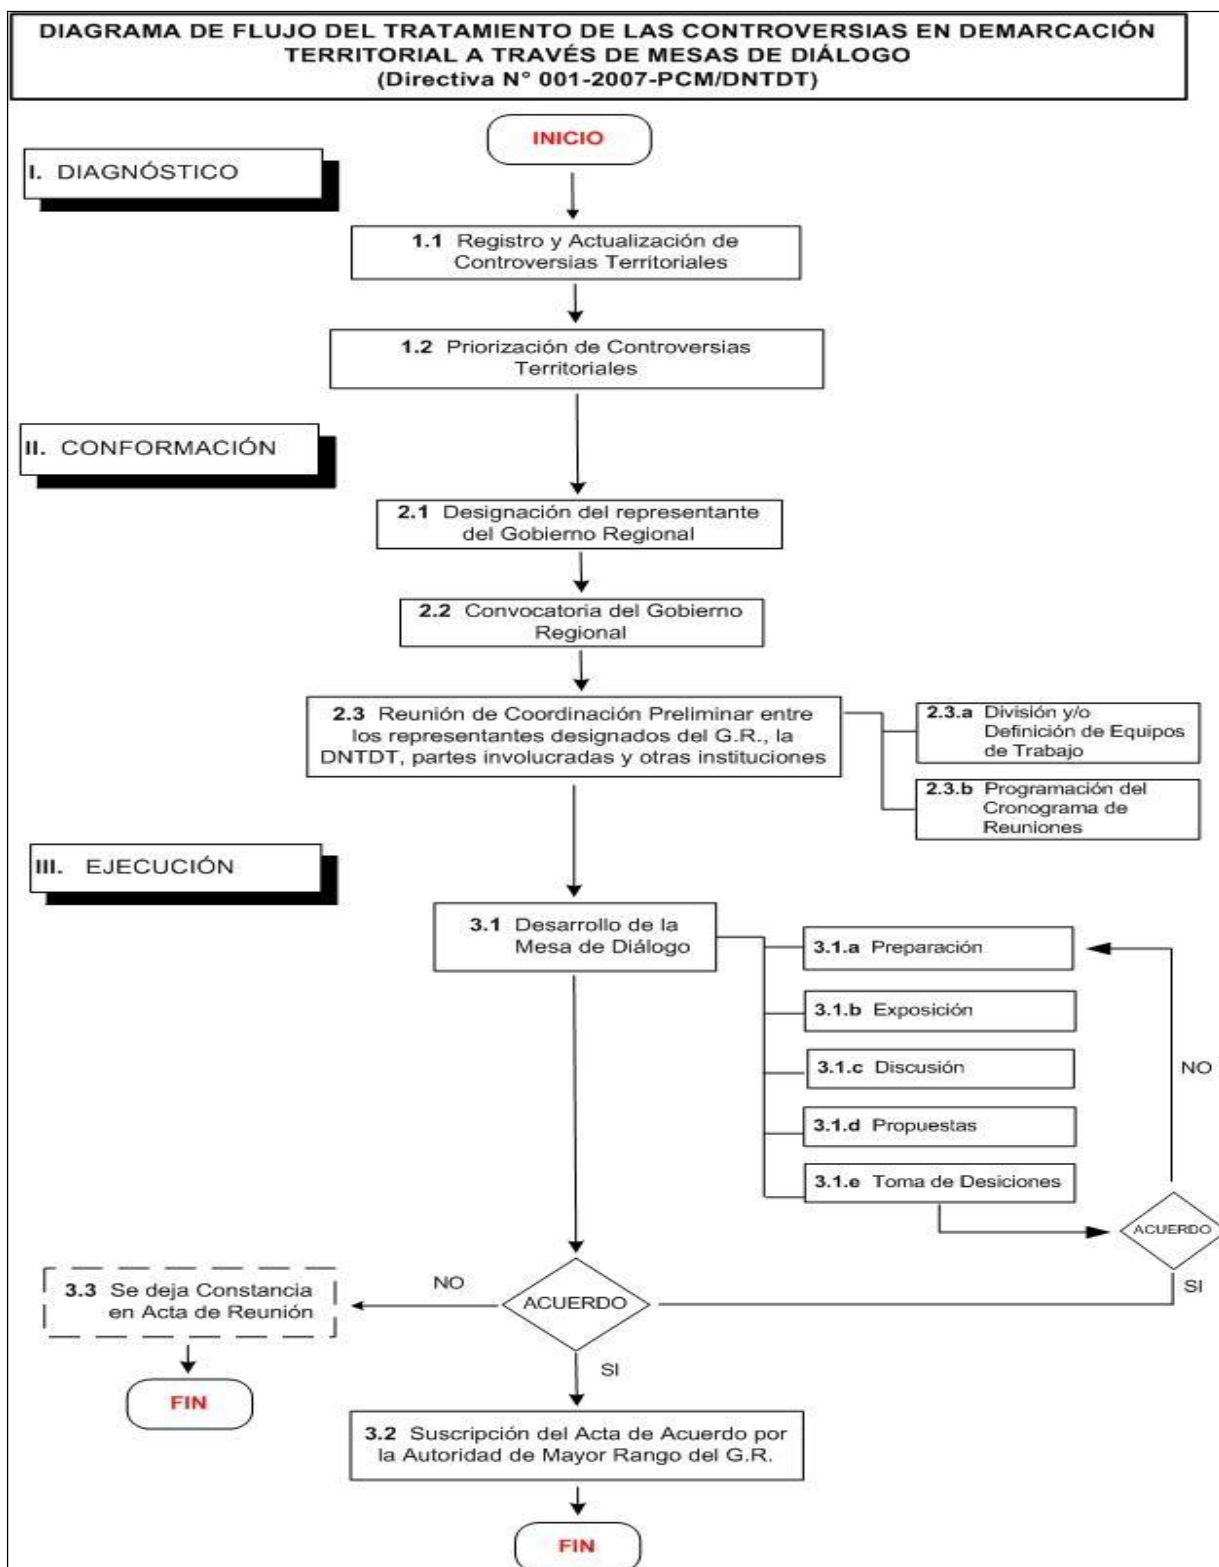 DIAGRAMA DE FLUJO DEL TRATAMIENTO DE LAS CONTROVERSIAS EN DEMARCACIÓN
TERRITORIAL A TRAVÉS DE MESAS DE DIÁLOGO
(Directiva N° 001-2007-PCM/DNTDT)
INICIO
I. DIAGNÓSTICO
1.1 Registro y Actualización de
Controversias Territoriales
1.2 Priorización de Controversias
Territoriales
II. CONFORMACIÓN
2.1 Designación del representante
del Gobierno Regional
2.2 Convocatoria del Gobierno
Regional
2.3 Reunión de Coordinación Preliminar entre
los representantes designados del G.R., la
DNTDT, partes involucradas y otras instituciones
2.3.a División y/o
Definición de Equipos
de Trabajo
2.3.b Programación del
Cronograma de
Reuniones
III. EJECUCIÓN
3.1 Desarrollo de la
Mesa de Diálogo
3.1.a Preparación
3.1.b Exposición
3.1.c Discusión
NO
3.1.d Propuestas
3.1.e Toma de Desiciones
ACUERDO
SI
3.3 Se deja Constancia
en Acta de Reunión
NO
ACUERDO
SI
FIN
3.2 Suscripción del Acta de Acuerdo por
la Autoridad de Mayor Rango del G.R.
FIN